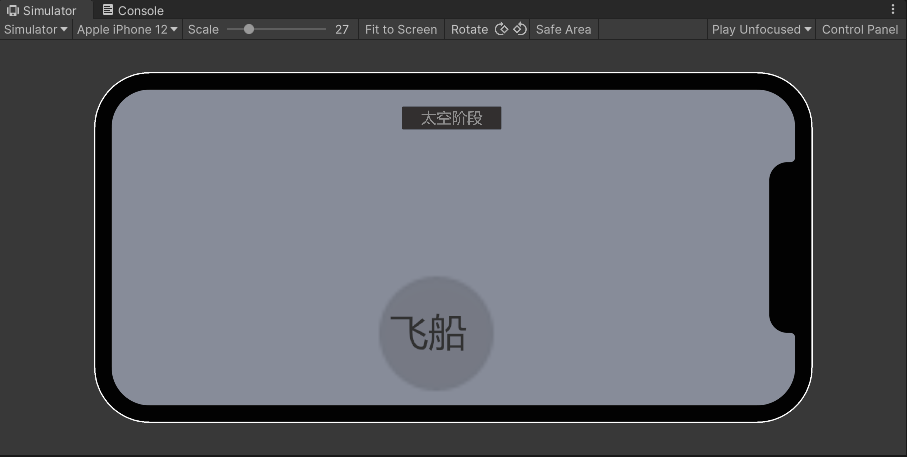 Simulator Console
Simulator Apple iPhone 12 Scale 27 Fit to Screen Rotate Safe Area Play Unfocused Control Panel
太空阶段
飞船